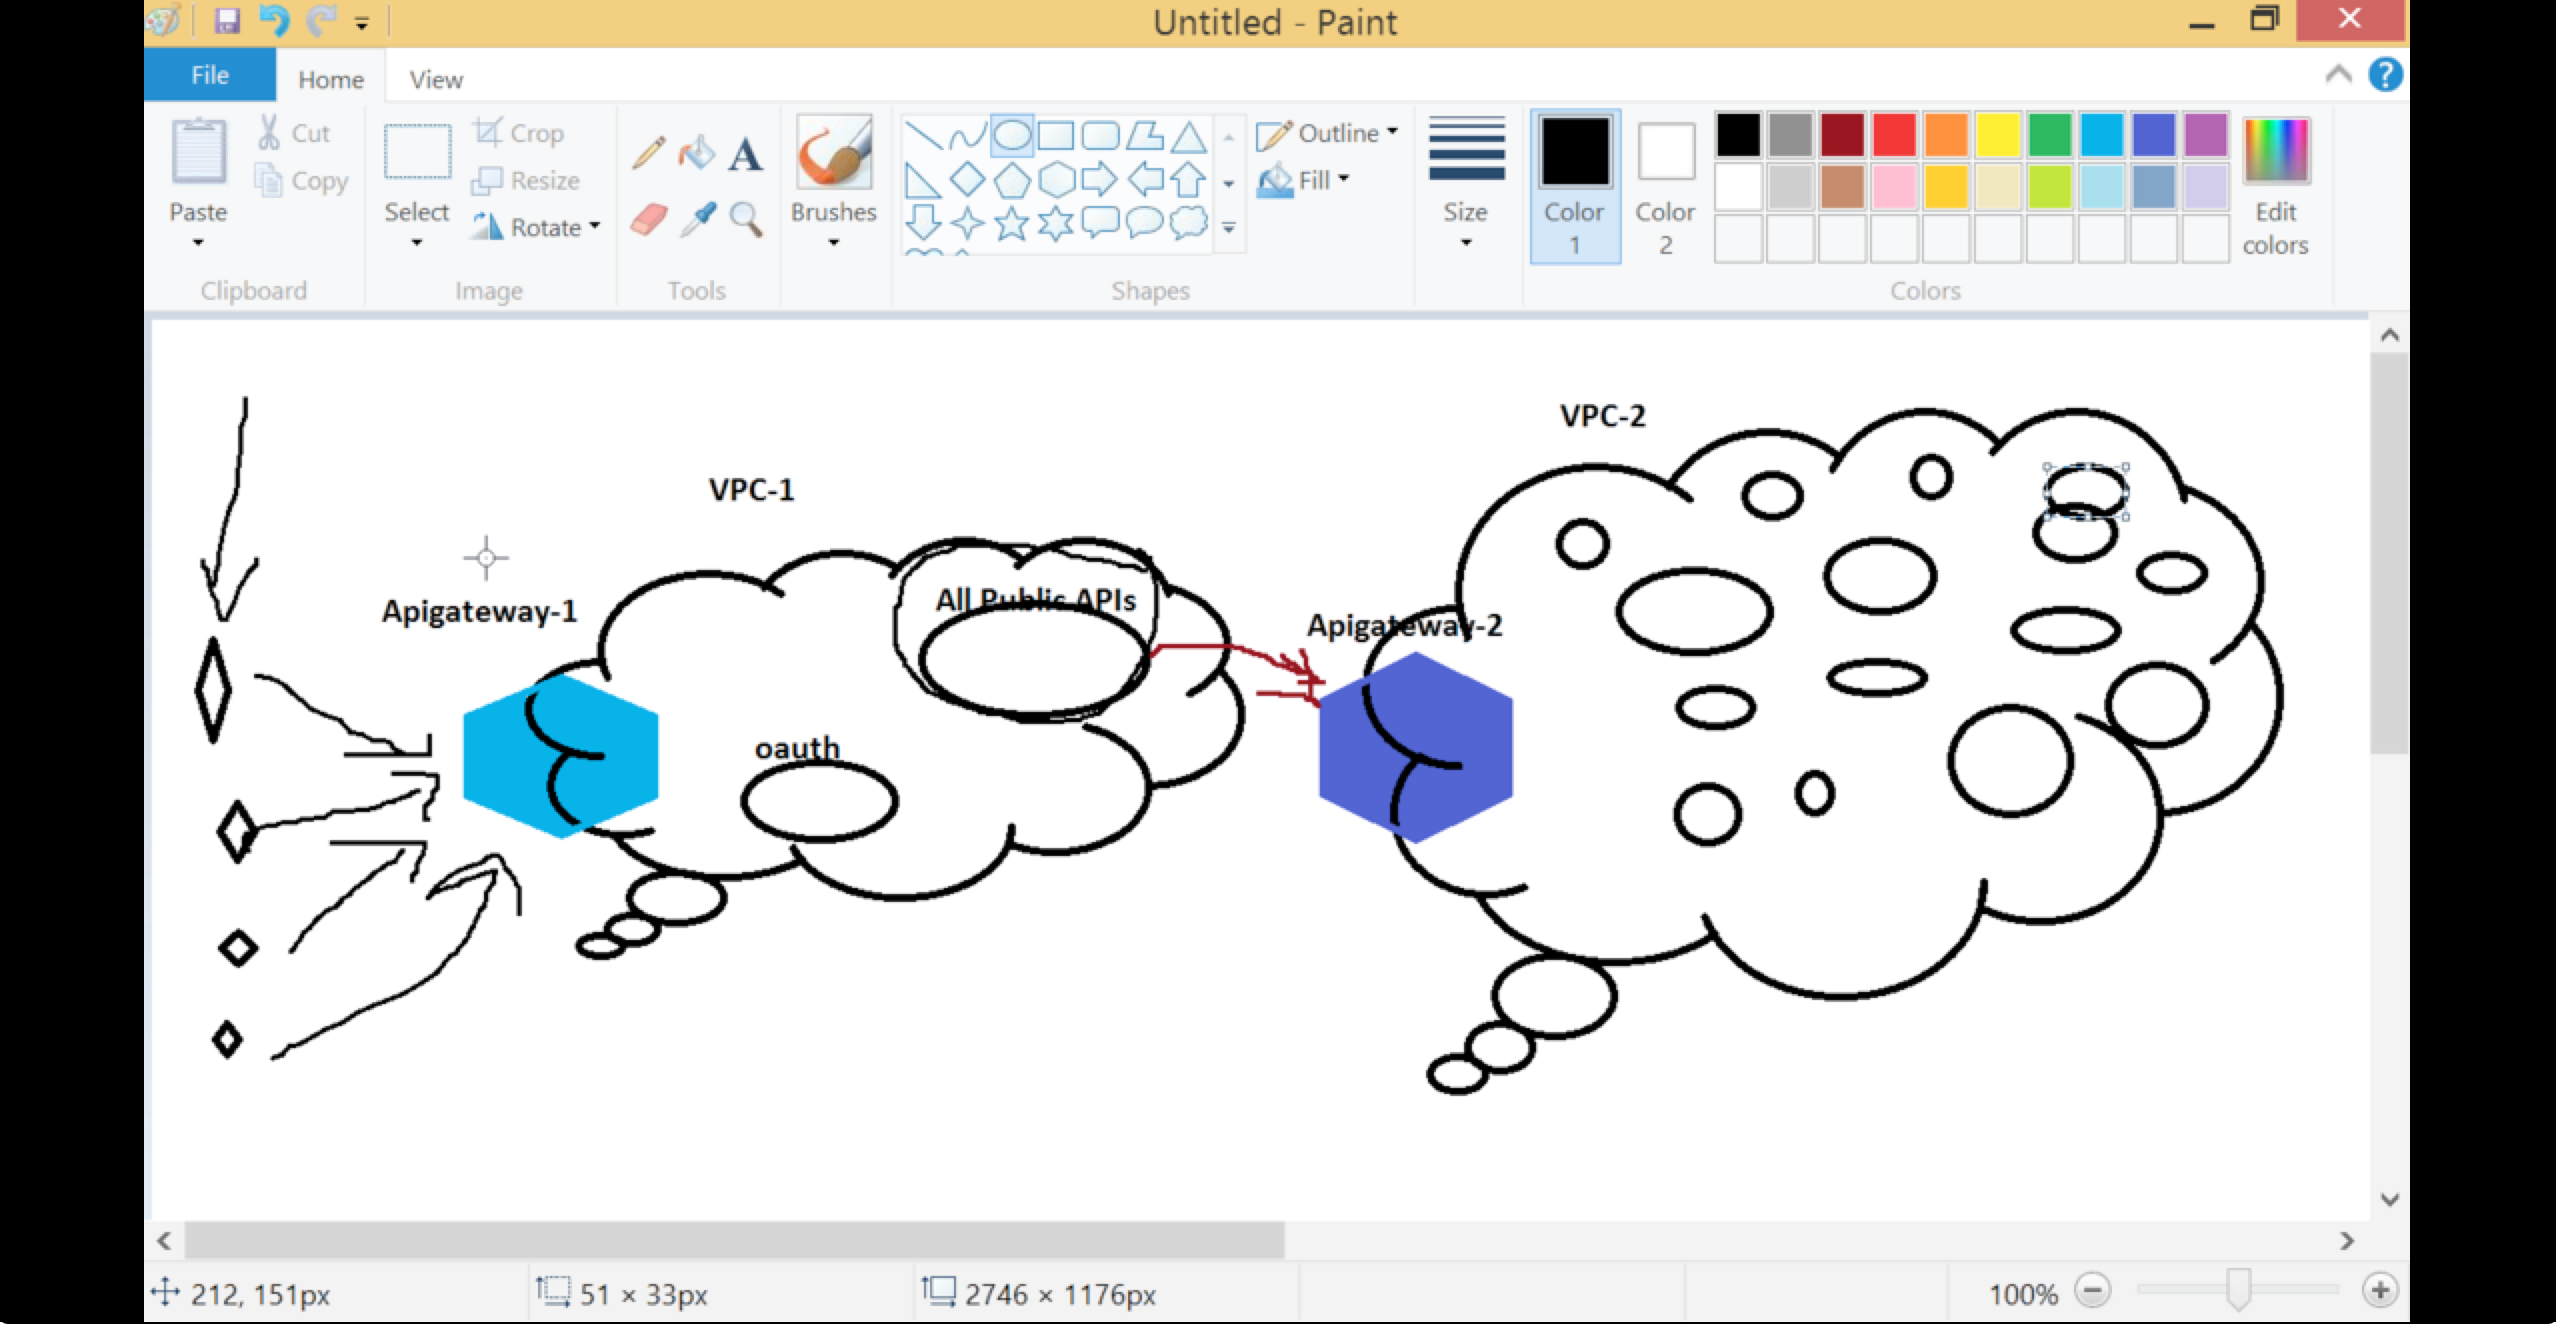 Untitled - Paint
File Home View
Paste
Cut
Copy
Clipboard
Select
Crop
Resize
Rotate
Image
Tools
Brushes
Shapes
Outline
Fill
Size
Color 1
Color 2
Edit colors
Colors
VPC-2
VPC-1
All Public APIs
Apigateway-1
Apigateway-2
oauth
212, 151px
51 × 33px
2746 × 1176px
100%